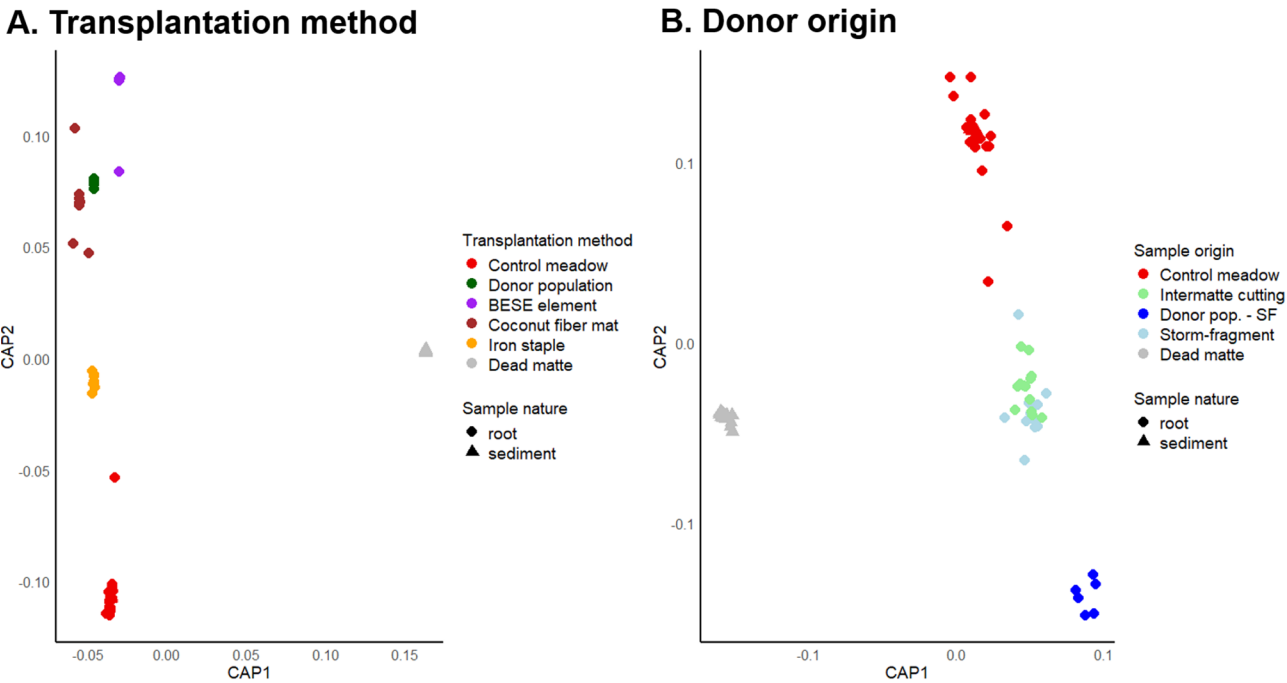 A. Transplantation method
0.10
0.05
0.00
-0.05
-0.10
CAP2
-0.05
0.00
0.05
0.10
0.15
CAP1
Transplantation method
Control meadow
Donor population
BESE element
Coconut fiber mat
Iron staple
Dead matte
Sample nature
root
sediment
B. Donor origin
0.1
0.0
-0.1
CAP2
-0.1
0.0
0.1
CAP1
Sample origin
Control meadow
Intermatte cutting
Donor pop. - SF
Storm-fragment
Dead matte
Sample nature
root
sediment